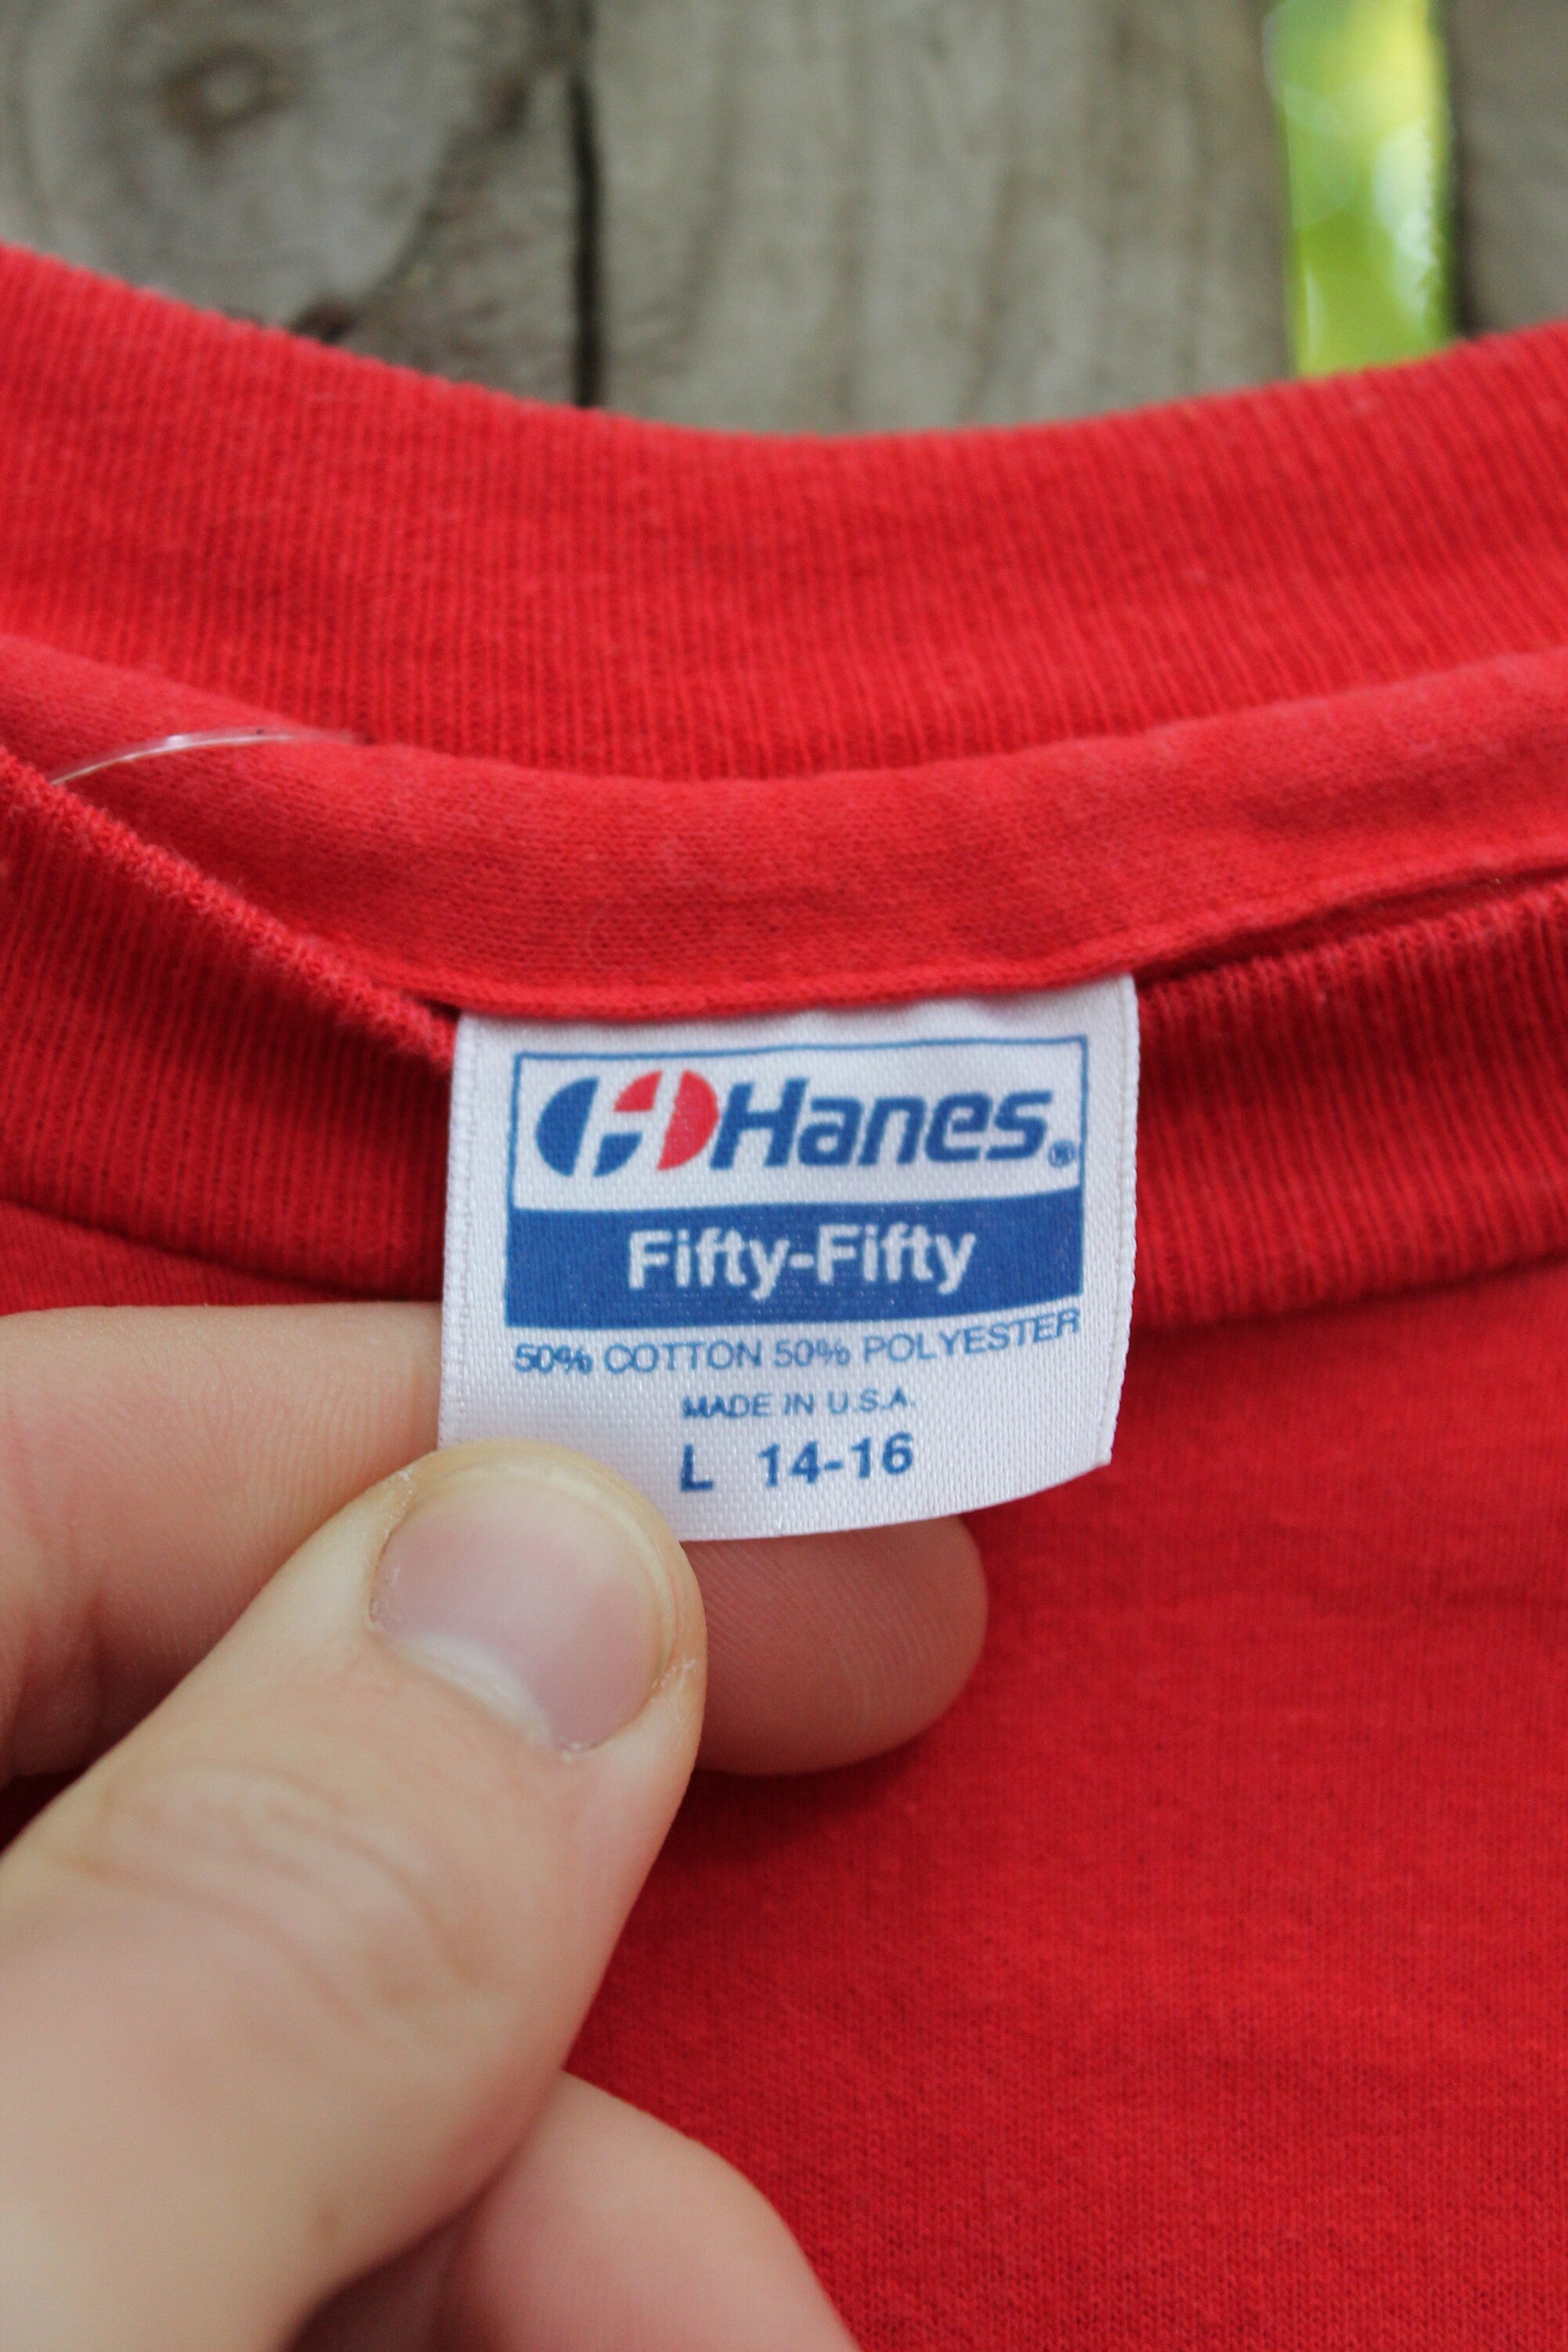 Hanes®
Fifty-Fifty
50% COTTON 50% POLYESTER
MADE IN U.S.A.
L 14-16